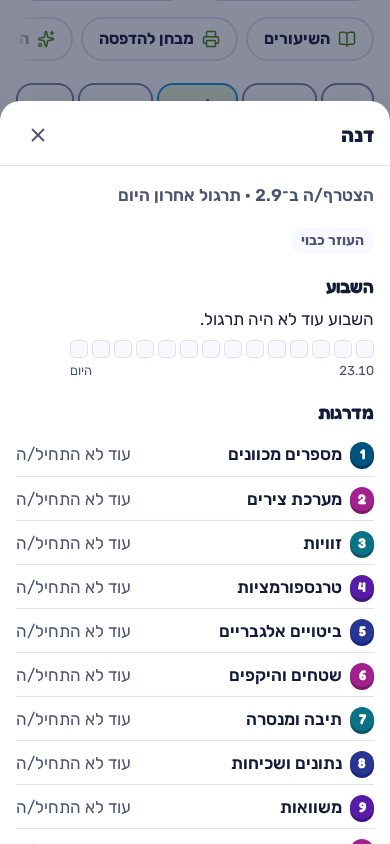 השיעורים
מבחן להדפסה
דנה
הצטרף/ה ב־2.9 • תרגול אחרון היום
העוזר כבוי
השבוע
השבוע עוד לא היה תרגול.
23.10
היום
מדרגות
1 מספרים מכוונים עוד לא התחיל/ה
2 מערכת צירים עוד לא התחיל/ה
3 זוויות עוד לא התחיל/ה
4 טרנספורמציות עוד לא התחיל/ה
5 ביטויים אלגבריים עוד לא התחיל/ה
6 שטחים והיקפים עוד לא התחיל/ה
7 תיבה ומנסרה עוד לא התחיל/ה
8 נתונים ושכיחות עוד לא התחיל/ה
9 משוואות עוד לא התחיל/ה